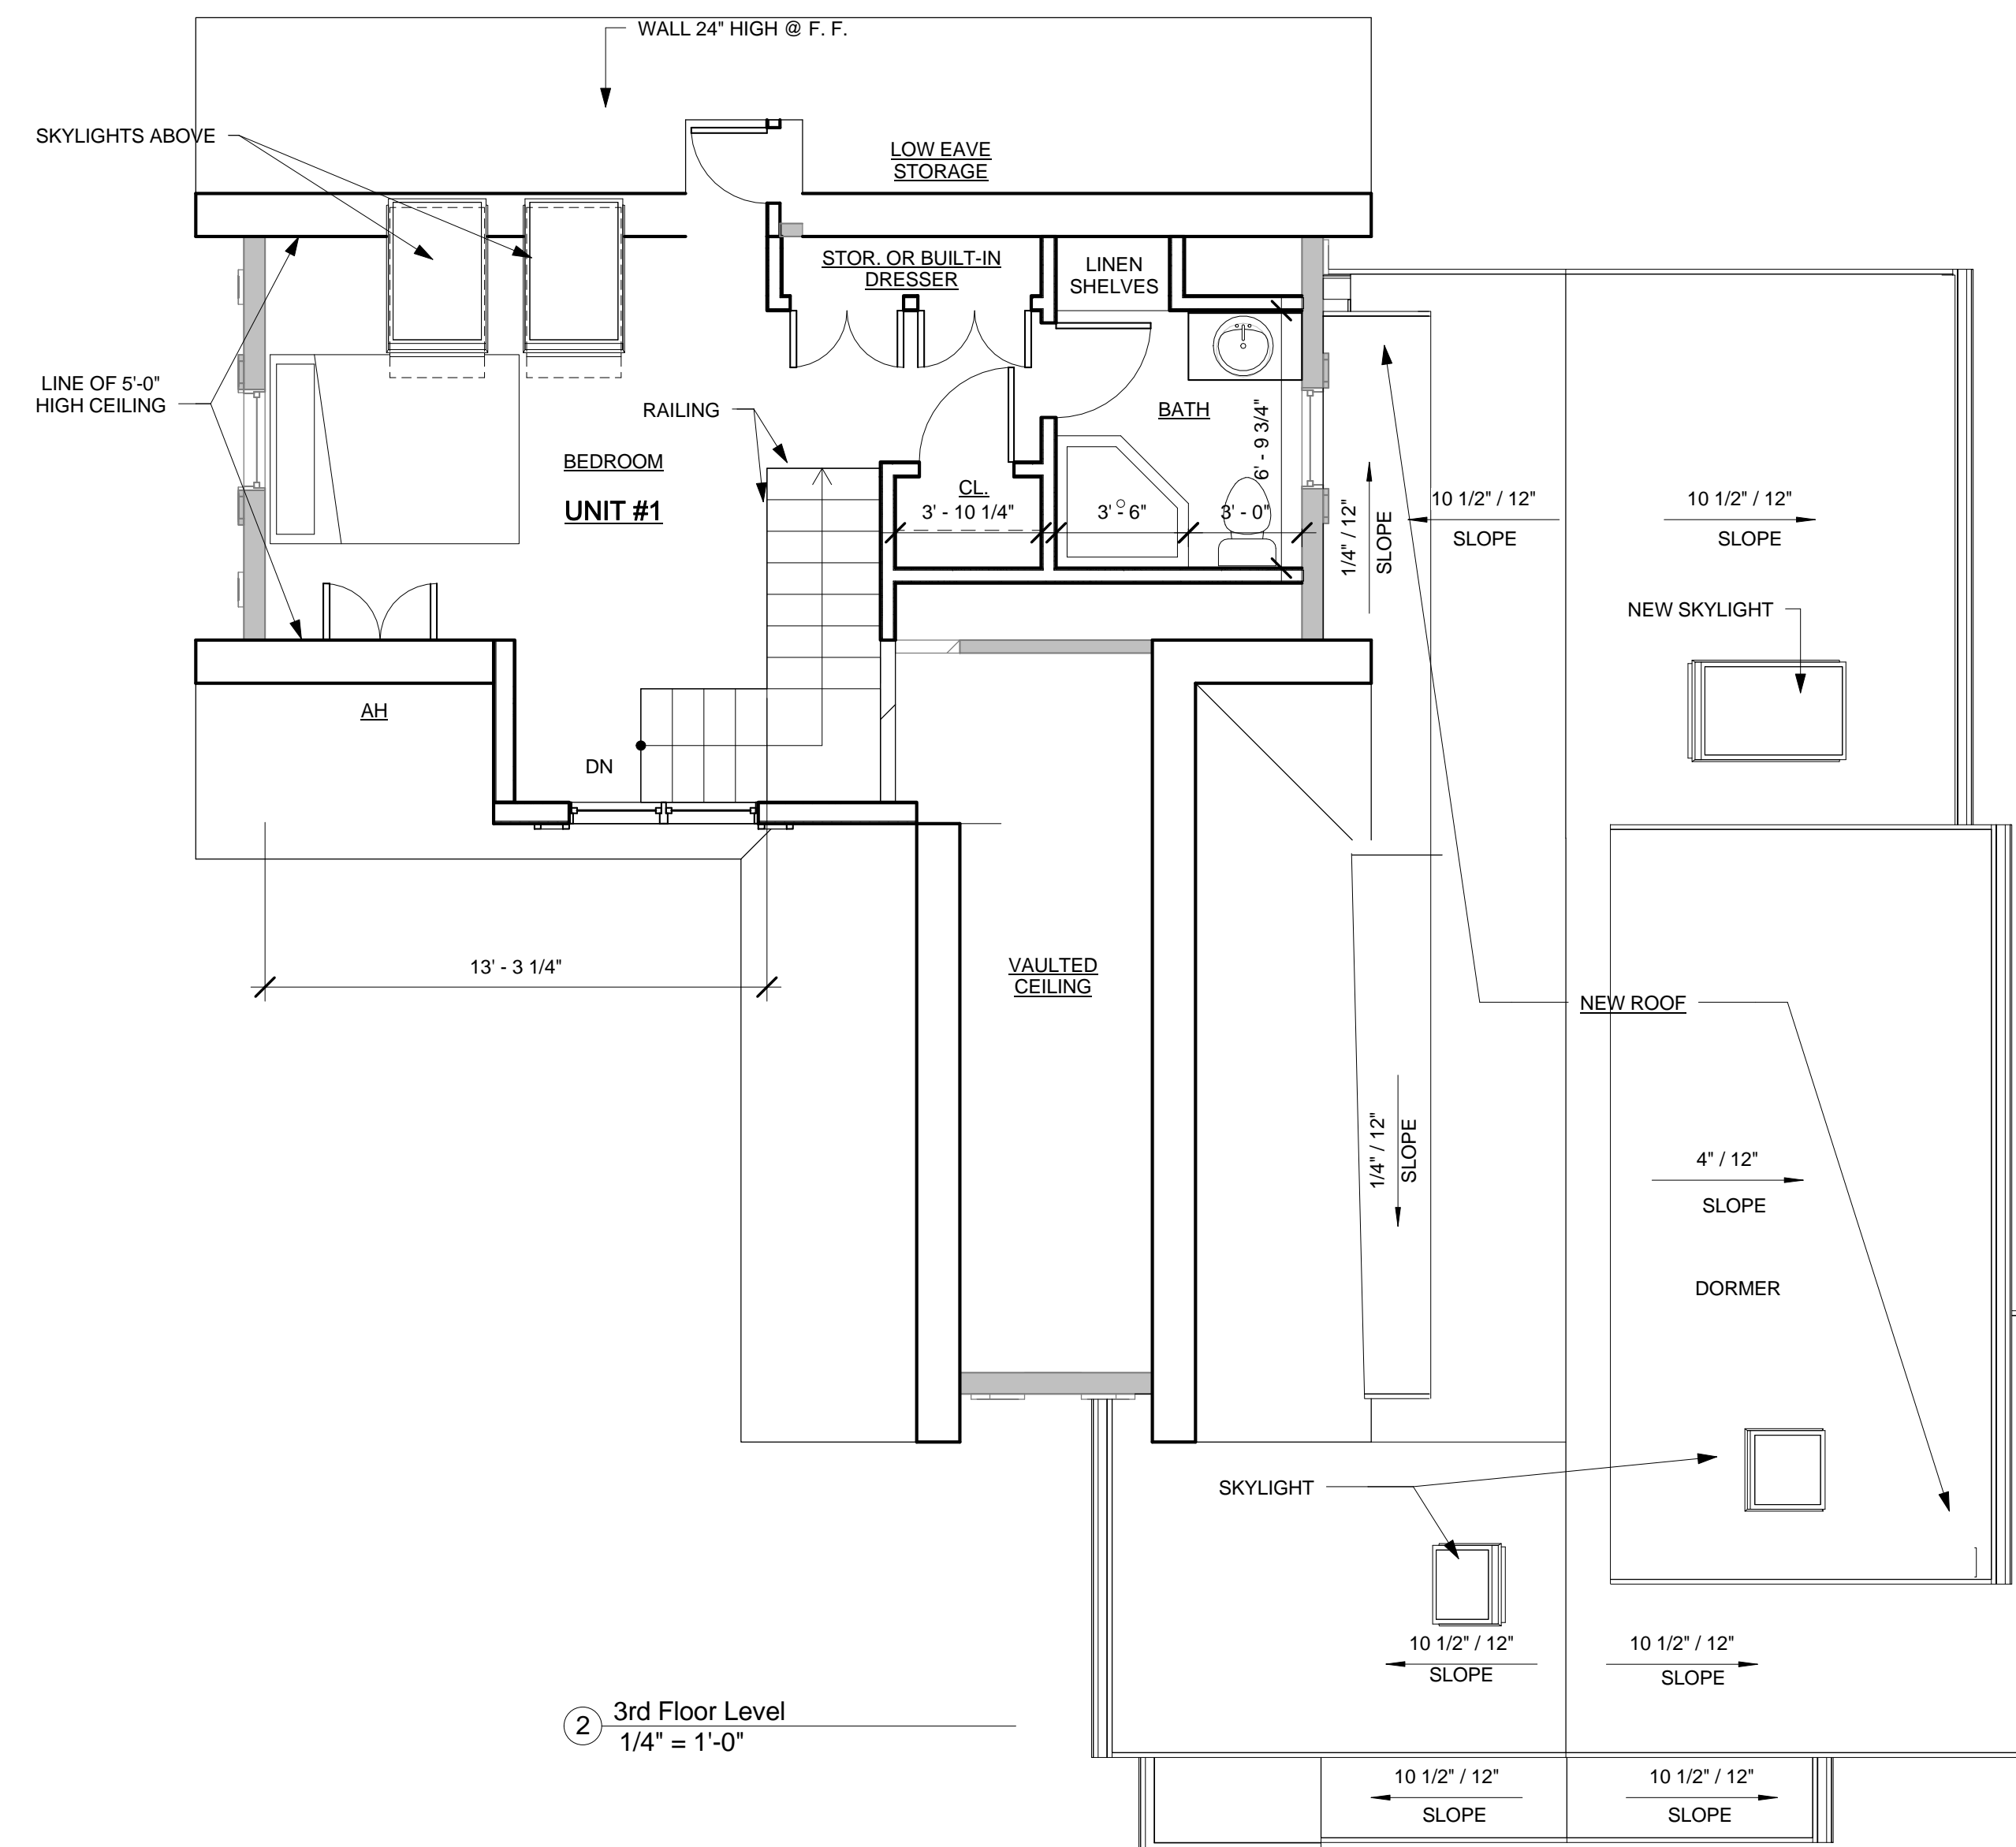 WALL 24" HIGH @ F. F.
SKYLIGHTS ABOVE
LOW EAVE
STORAGE
STOR. OR BUILT-IN
DRESSER
LINEN
SHELVES
LINE OF 5'-0"
HIGH CEILING
RAILING
BATH
6' - 9 3/4"
BEDROOM
UNIT #1
CL.
3' - 10 1/4"
3' - 6"
3' - 0"
1/4" / 12"
SLOPE
10 1/2" / 12"
SLOPE
10 1/2" / 12"
SLOPE
NEW SKYLIGHT
AH
DN
13' - 3 1/4"
VAULTED
CEILING
NEW ROOF
1/4" / 12"
SLOPE
4" / 12"
SLOPE
DORMER
SKYLIGHT
10 1/2" / 12"
SLOPE
10 1/2" / 12"
SLOPE
2
3rd Floor Level
1/4" = 1'-0"
10 1/2" / 12"
SLOPE
10 1/2" / 12"
SLOPE